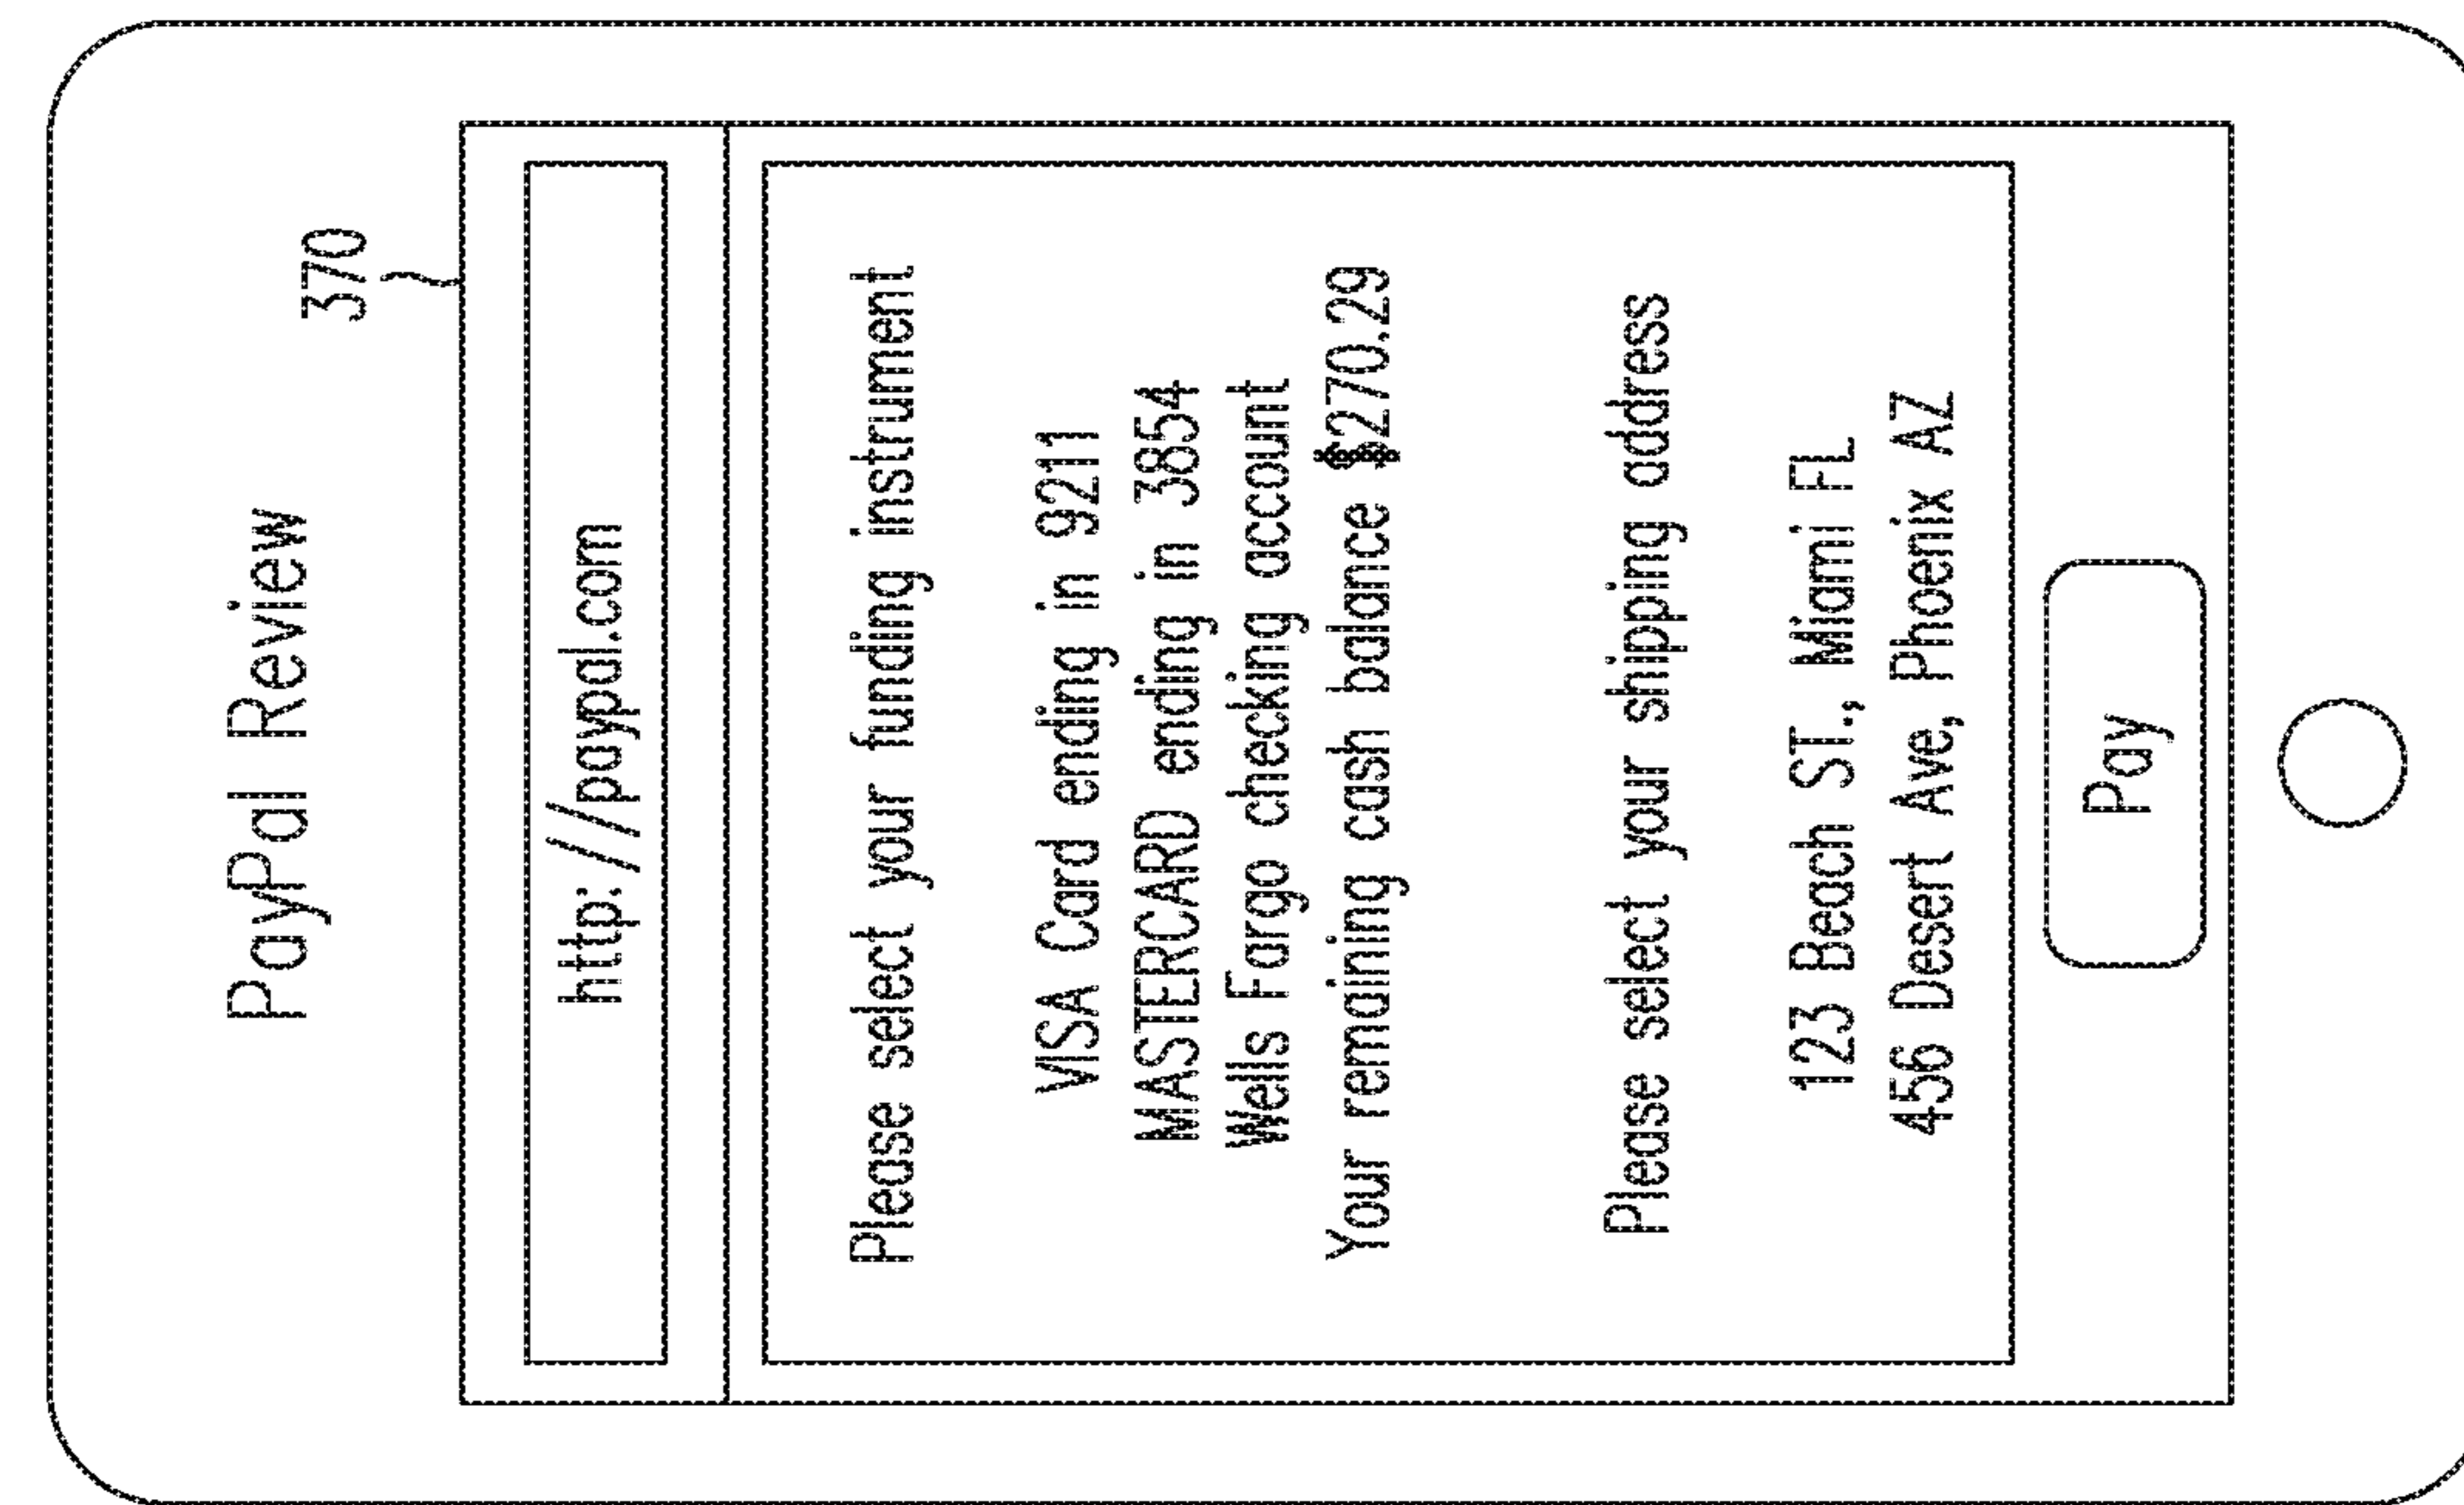 PayPal Review
370
http://paypal.com
Please select your funding instrument
VISA Card ending in 9211
MASTERCARD ending in 3854
Wells Fargo checking account
Your remaining cash balance $270.29
Please select your shipping address
123 Beach ST., Miami FL
456 Desert Ave, Phoenix AZ
Pay